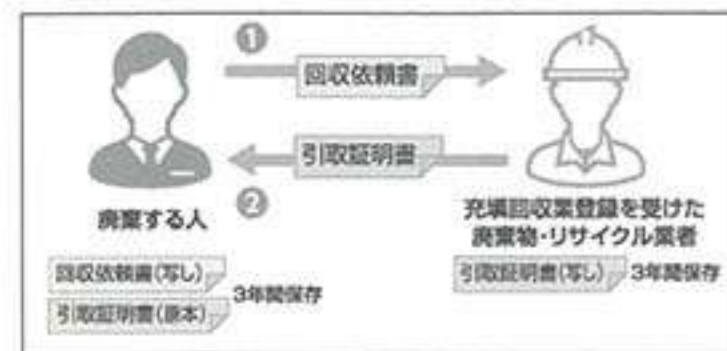 ❶
回収依頼書
引取証明書
❷
廃棄する人
充塡回収業登録を受けた
廃棄物・リサイクル業者
回収依頼書(写し)
引取証明書(原本)
3年間保存
引取証明書(写し)
3年間保存